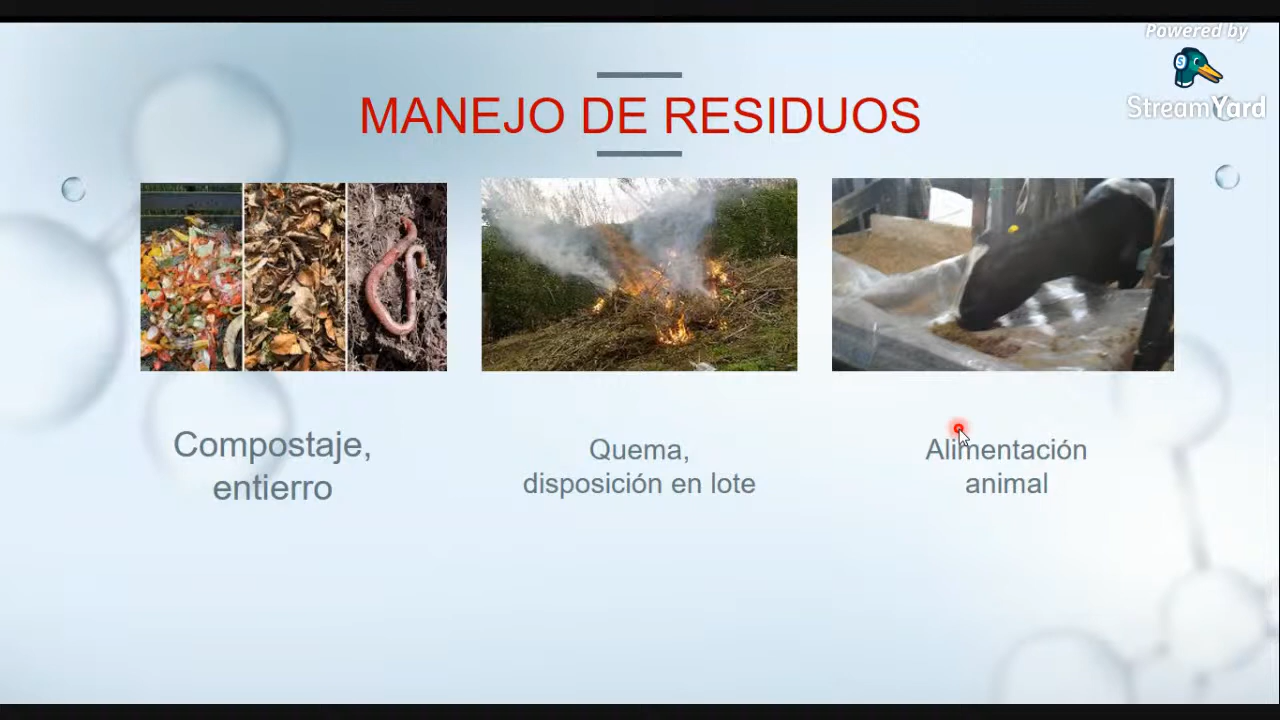 Powered by
StreamYard
MANEJO DE RESIDUOS
Compostaje,
entierro
Quema,
disposición en lote
Alimentación
animal